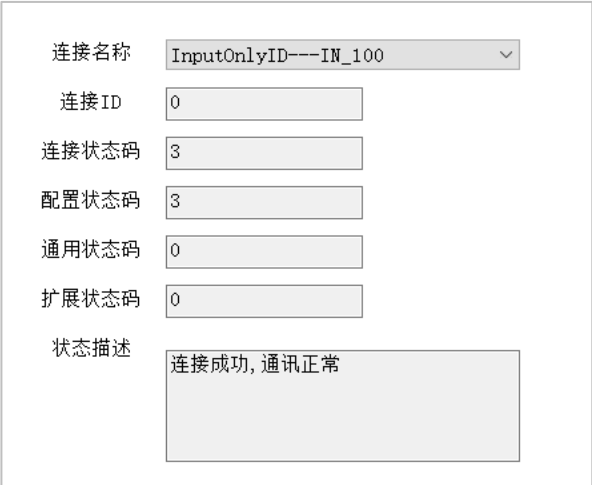 连接名称 InputOnlyID---IN_100
连接ID 0
连接状态码 3
配置状态码 3
通用状态码 0
扩展状态码 0
状态描述
连接成功,通讯正常